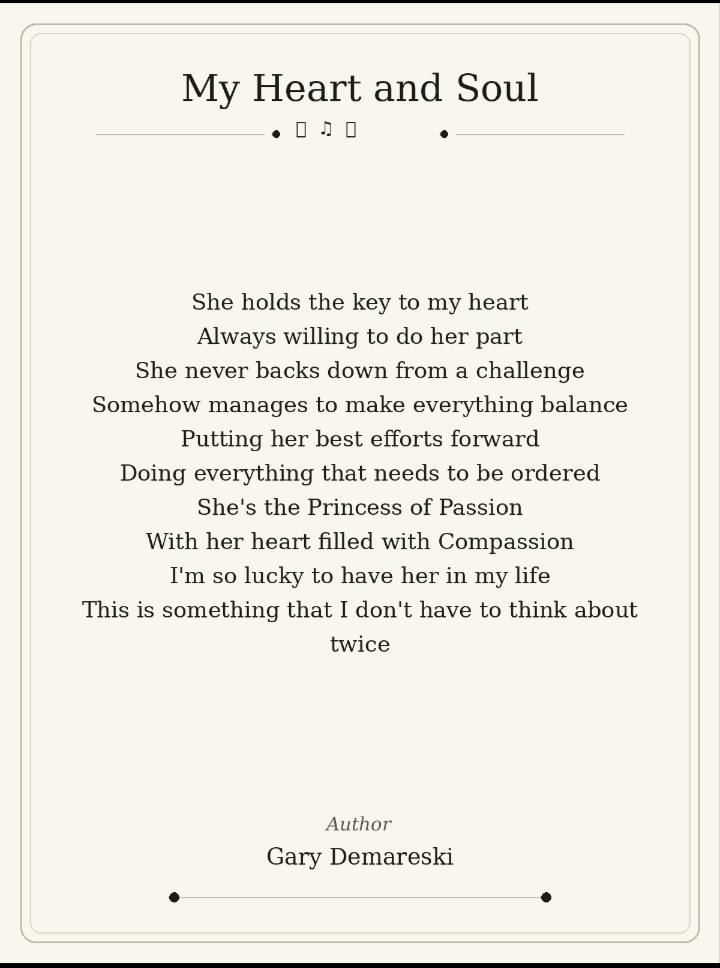 My Heart and Soul
♫
She holds the key to my heart
Always willing to do her part
She never backs down from a challenge
Somehow manages to make everything balance
Putting her best efforts forward
Doing everything that needs to be ordered
She's the Princess of Passion
With her heart filled with Compassion
I'm so lucky to have her in my life
This is something that I don't have to think about
twice
Author
Gary Demareski